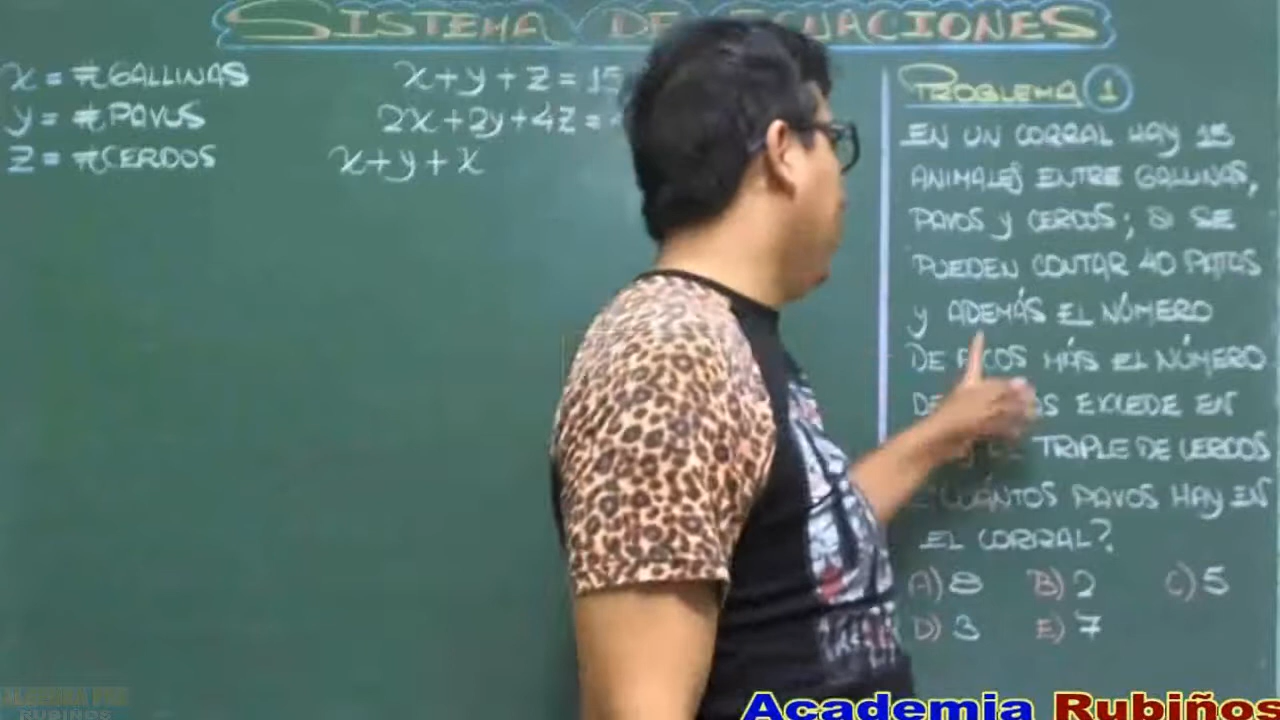 SISTEMA DE ECUACIONES
x = #GALLINAS
y = #PAVOS
z = #CERDOS
x+y+z=15
2x+2y+4z=
x+y+x
PROBLEMA 1
EN UN CORRAL HAY 15
ANIMALES ENTRE GALLINAS,
PAVOS y CERDOS; SI SE
PUEDEN CONTAR 40 PATAS
y ADEMÁS EL NÚMERO
DE PICOS MÁS EL NÚMERO
DE EXCEDE EN
TRIPLE DE CERDOS
¿CUÁNTOS PAVOS HAY EN
EL CORRAL?
A) 8 B) 2 C) 5
D) 3 E) 7
RUBIÑOS
Academia Rubiños